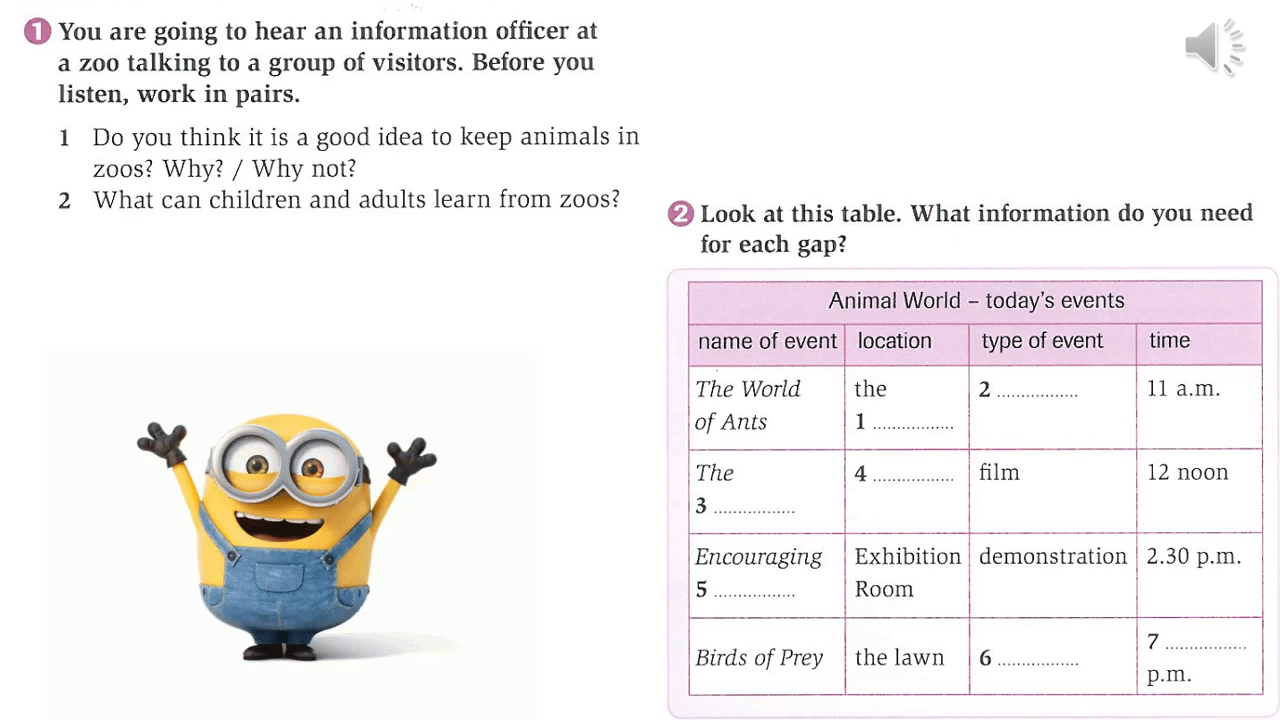 1 You are going to hear an information officer at
a zoo talking to a group of visitors. Before you
listen, work in pairs.
1 Do you think it is a good idea to keep animals in
zoos? Why? / Why not?
2 What can children and adults learn from zoos?
2 Look at this table. What information do you need
for each gap?
Animal World – today's events
name of event location type of event time
The World the 2 ................. 11 a.m.
of Ants 1 .................
The 4 ................. film 12 noon
3 .................
Encouraging Exhibition demonstration 2.30 p.m.
5 ................. Room
7 .................
Birds of Prey the lawn 6 .................
p.m.